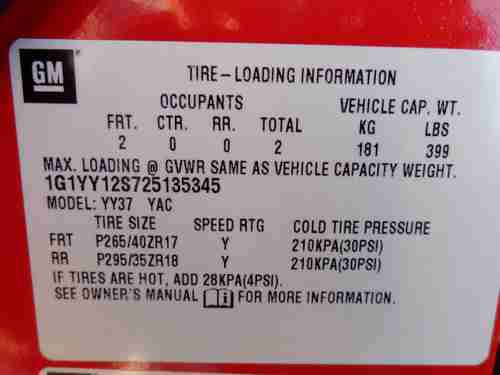 GM
TIRE-LOADING INFORMATION
OCCUPANTS VEHICLE CAP. WT.
FRT. CTR. RR. TOTAL KG LBS
2 0 0 2 181 399
MAX. LOADING @ GVWR SAME AS VEHICLE CAPACITY WEIGHT.
1G1YY12S725135345
MODEL: YY37 YAC
TIRE SIZE SPEED RTG COLD TIRE PRESSURE
FRT P265/40ZR17 Y 210KPA(30PSI)
RR P295/35ZR18 Y 210KPA(30PSI)
IF TIRES ARE HOT, ADD 28KPA(4PSI).
SEE OWNER'S MANUAL i FOR MORE INFORMATION.